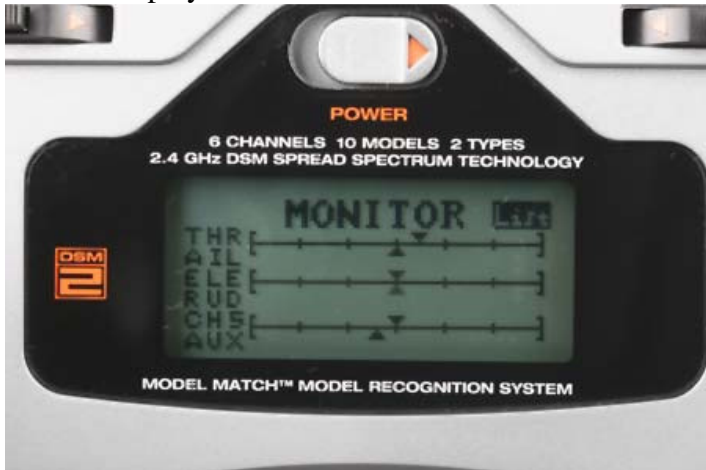 POWER
6 CHANNELS 10 MODELS 2 TYPES
2.4 GHz DSM SPREAD SPECTRUM TECHNOLOGY
MONITOR
THR
AIL
ELE
RUD
CH5
AUX
DSM
2
MODEL MATCH™ MODEL RECOGNITION SYSTEM